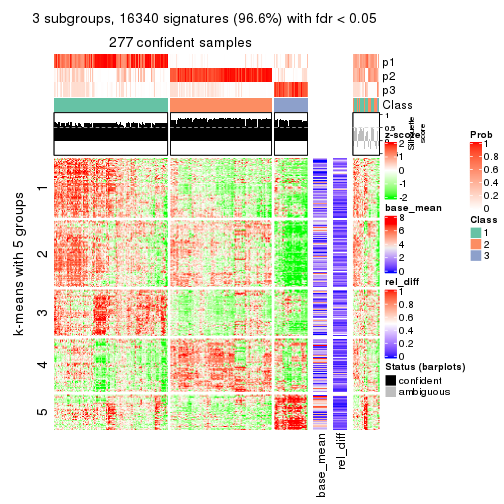 3 subgroups, 16340 signatures (96.6%) with fdr < 0.05
277 confident samples
p1
p2
p3
Class
1
0.5
0
Silhouette
score
k-means with 5 groups
1
2
3
4
5
base_mean
rel_diff
z-score
2
1
0
-1
-2
base_mean
8
6
4
2
0
rel_diff
1
0.8
0.6
0.4
0.2
0
Status (barplots)
confident
ambiguous
Prob
1
0.8
0.6
0.4
0.2
0
Class
1
2
3